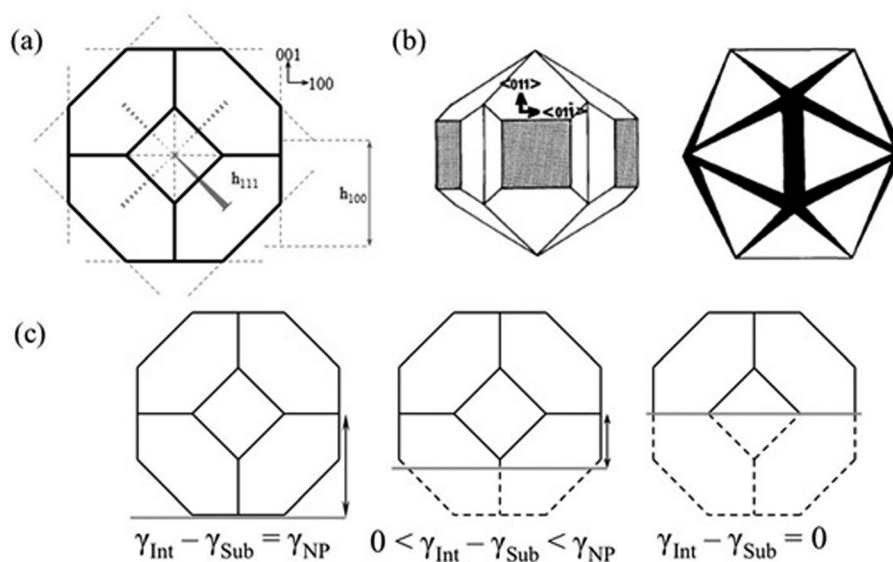 (a)
001
100
h₁₁₁
h₁₀₀
(b)
<011>
<011̄>
(c)
γInt – γSub = γNP
0 < γInt – γSub < γNP
γInt – γSub = 0